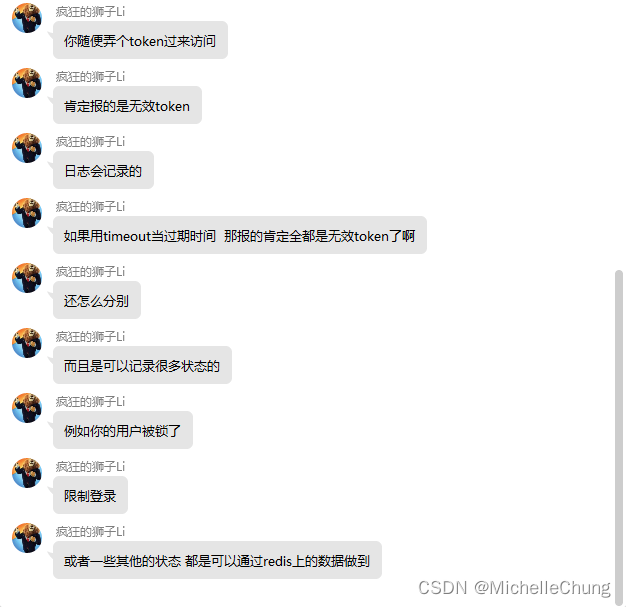 疯狂的狮子Li
你随便弄个token过来访问
疯狂的狮子Li
肯定报的是无效token
疯狂的狮子Li
日志会记录的
疯狂的狮子Li
如果用timeout当过期时间  那报的肯定全都是无效token了啊
疯狂的狮子Li
还怎么分别
疯狂的狮子Li
而且是可以记录很多状态的
疯狂的狮子Li
例如你的用户被锁了
疯狂的狮子Li
限制登录
疯狂的狮子Li
或者一些其他的状态 都是可以通过redis上的数据做到
CSDN @MichelleChung